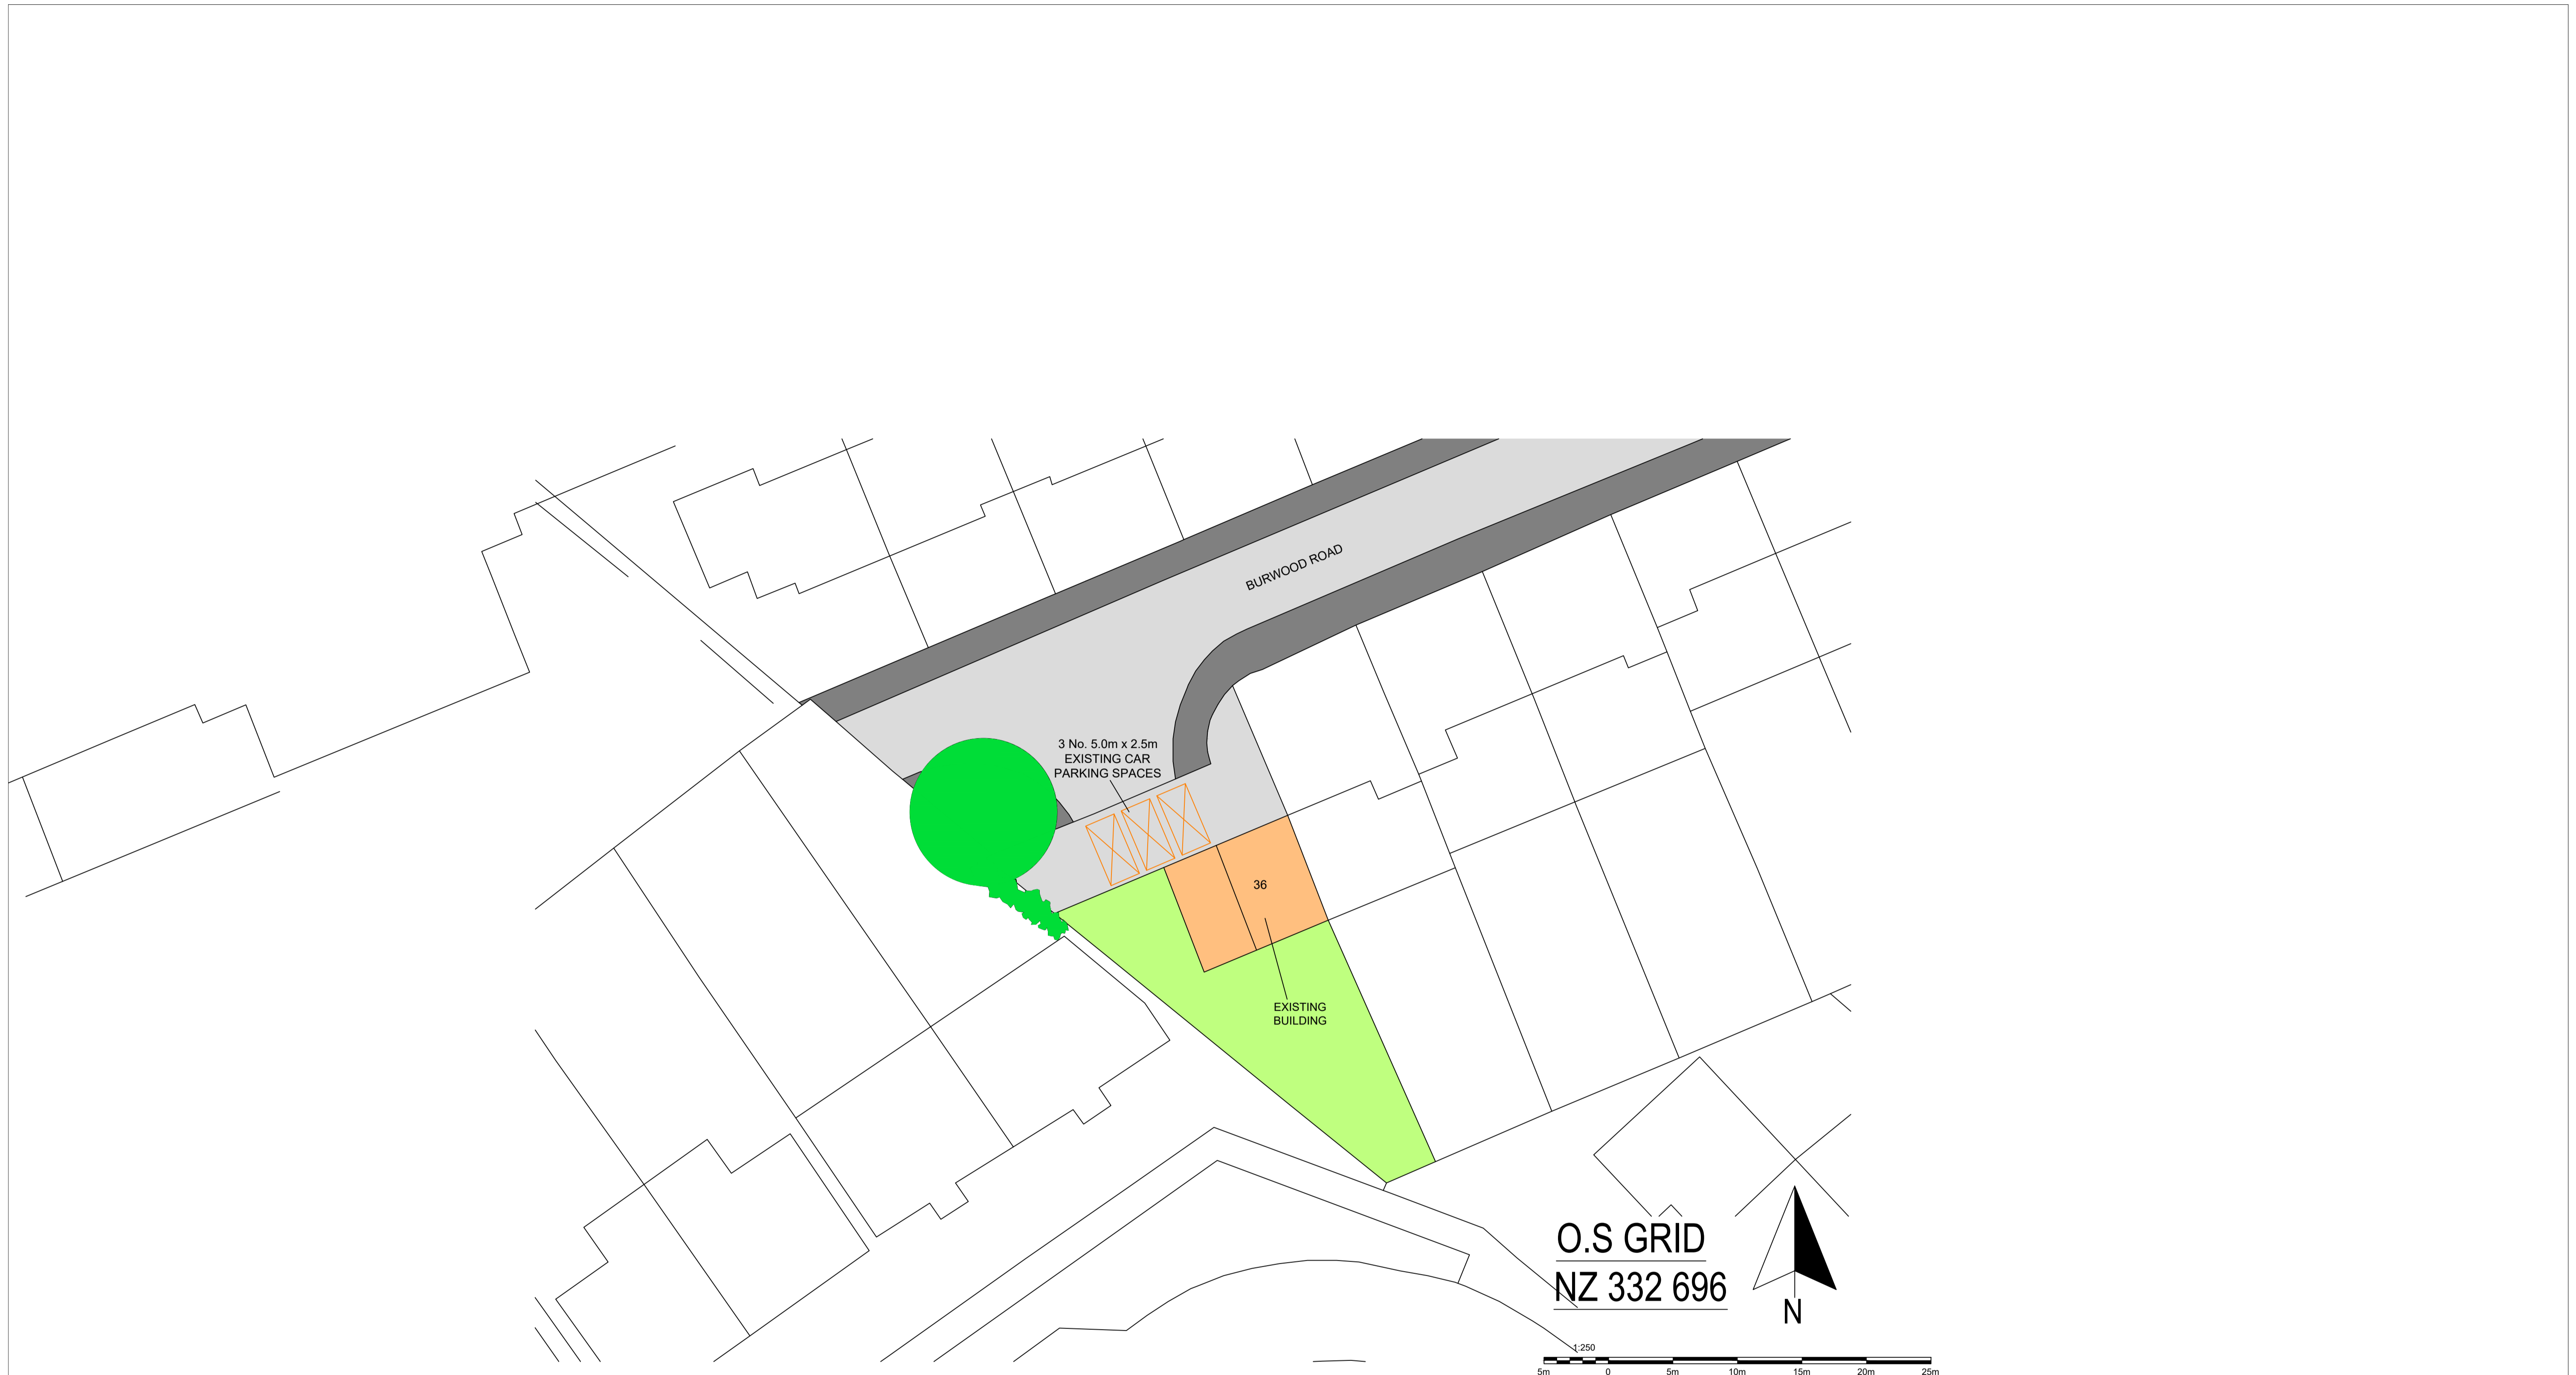 BURWOOD ROAD
3 No. 5.0m x 2.5m
EXISTING CAR
PARKING SPACES
36
EXISTING
BUILDING
O.S GRID
NZ 332 696
N
1:250
5m 0 5m 10m 15m 20m 25m